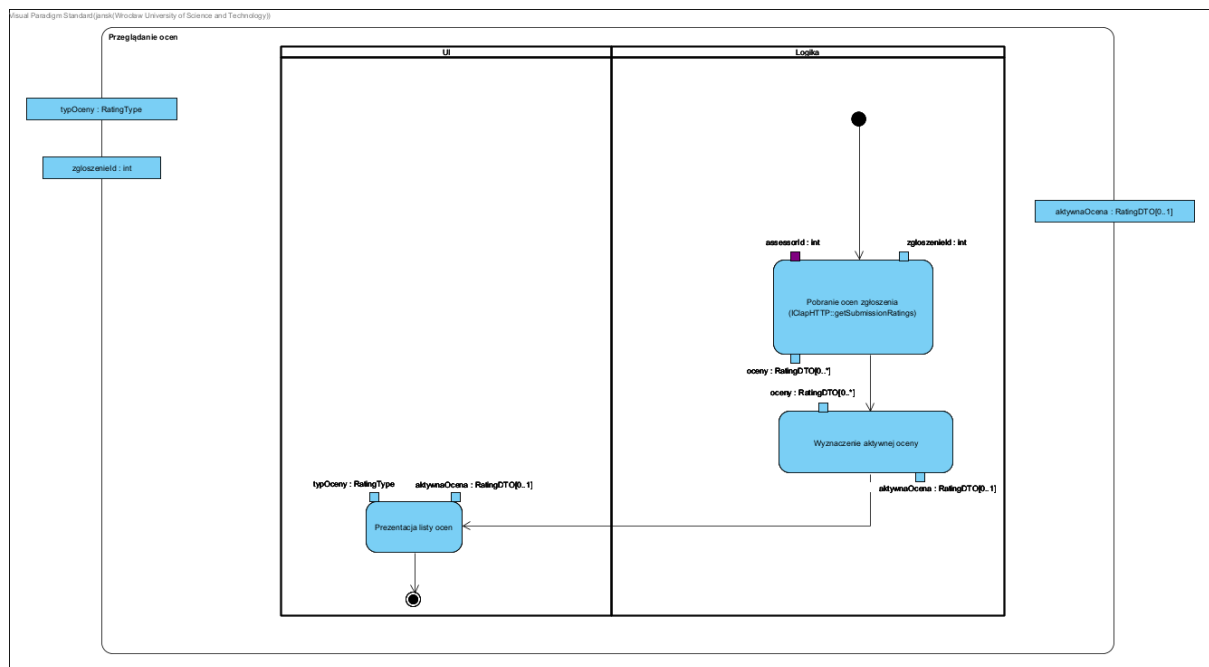 Visual Paradigm Standard(jansk(Wroclaw University of Science and Technology))
Przeglądanie ocen
UI
Logika
typOceny : RatingType
zgloszenieId : int
aktywnaOcena : RatingDTO[0..1]
assessorId : int
zgloszenieId : int
Pobranie ocen zgłoszenia
(IClapHTTP::getSubmissionRatings)
oceny : RatingDTO[0..*]
oceny : RatingDTO[0..*]
Wyznaczenie aktywnej oceny
aktywnaOcena : RatingDTO[0..1]
typOceny : RatingType
aktywnaOcena : RatingDTO[0..1]
Prezentacja listy ocen